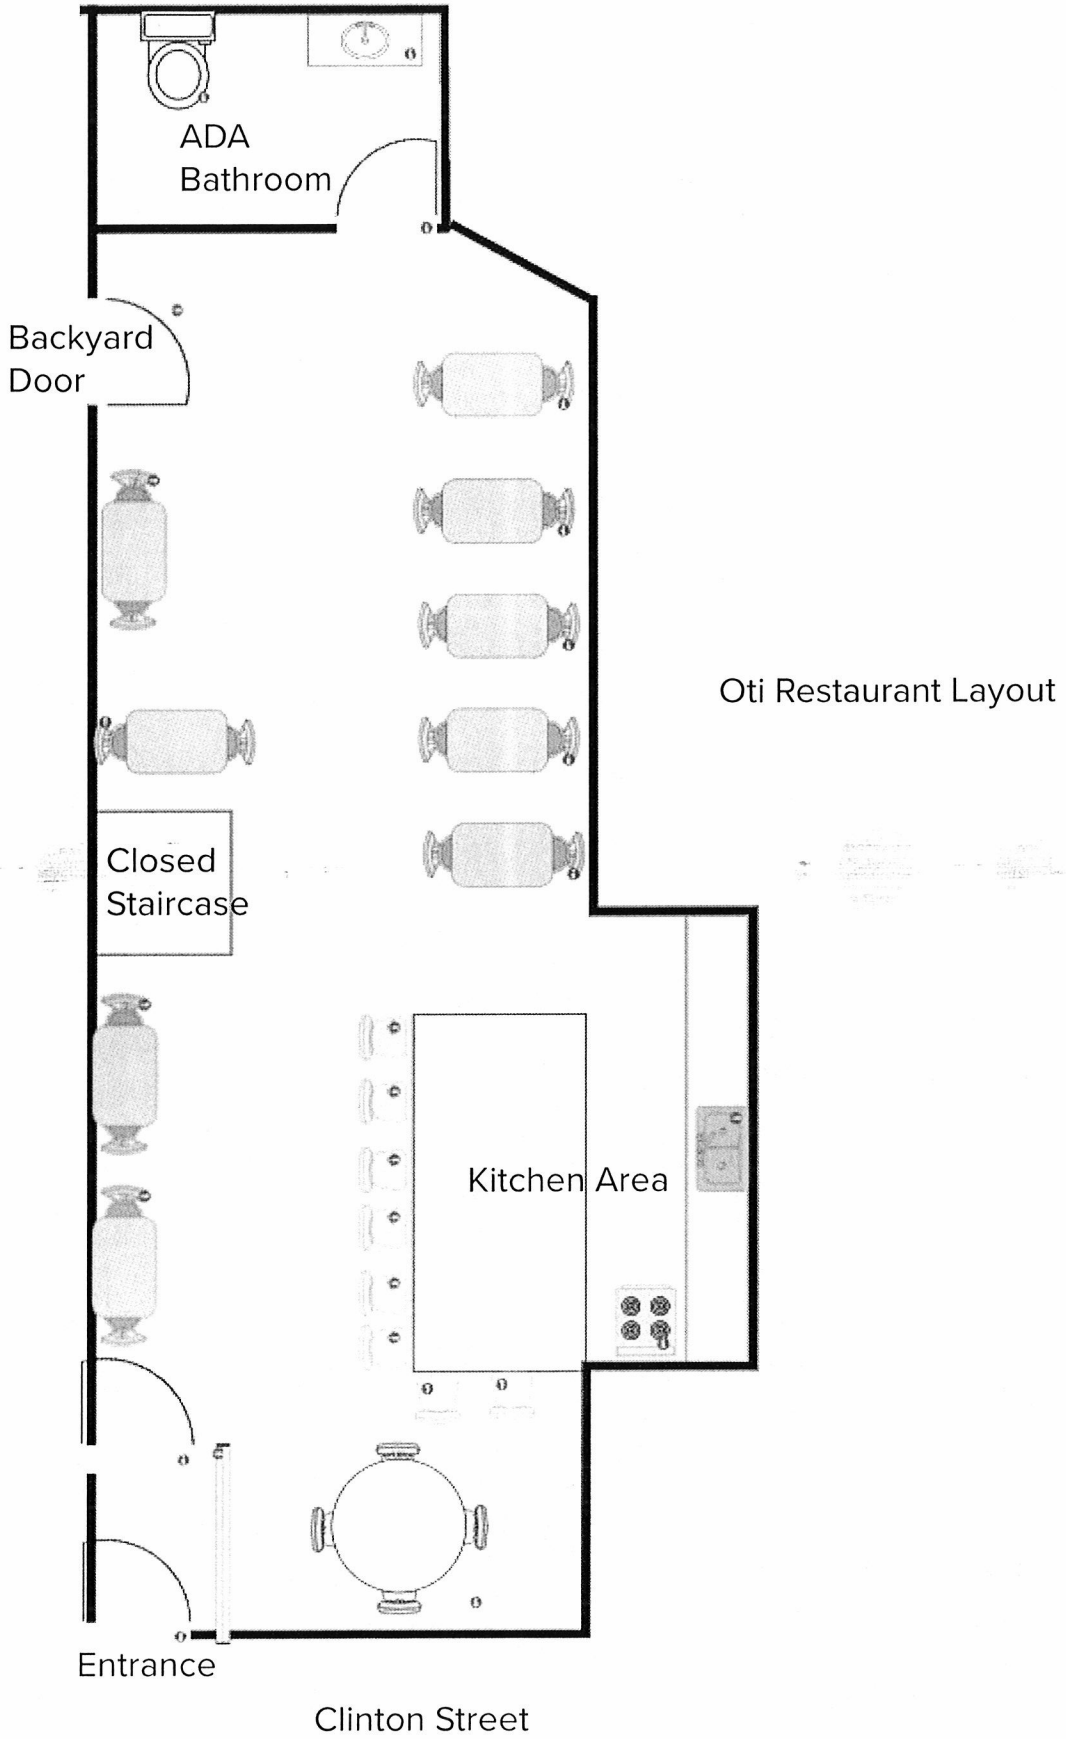 ADA
Bathroom
Backyard
Door
Oti Restaurant Layout
Closed
Staircase
Kitchen Area
Entrance
Clinton Street